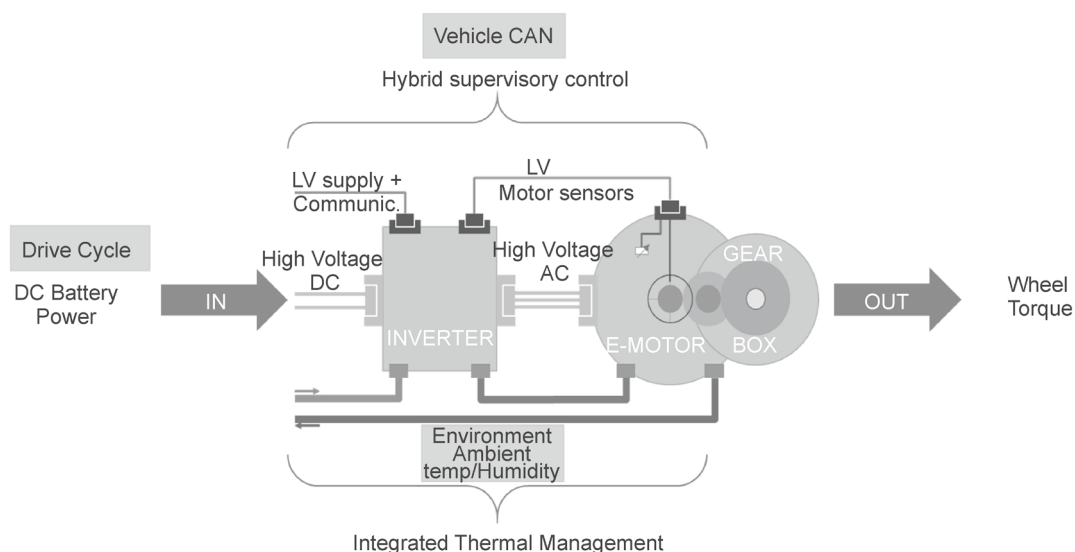 Vehicle CAN
Hybrid supervisory control
LV supply +
Communic.
LV
Motor sensors
Drive Cycle
DC Battery
Power
IN
High Voltage
DC
High Voltage
AC
INVERTER
E-MOTOR
GEAR
BOX
OUT
Wheel
Torque
Environment
Ambient
temp/Humidity
Integrated Thermal Management